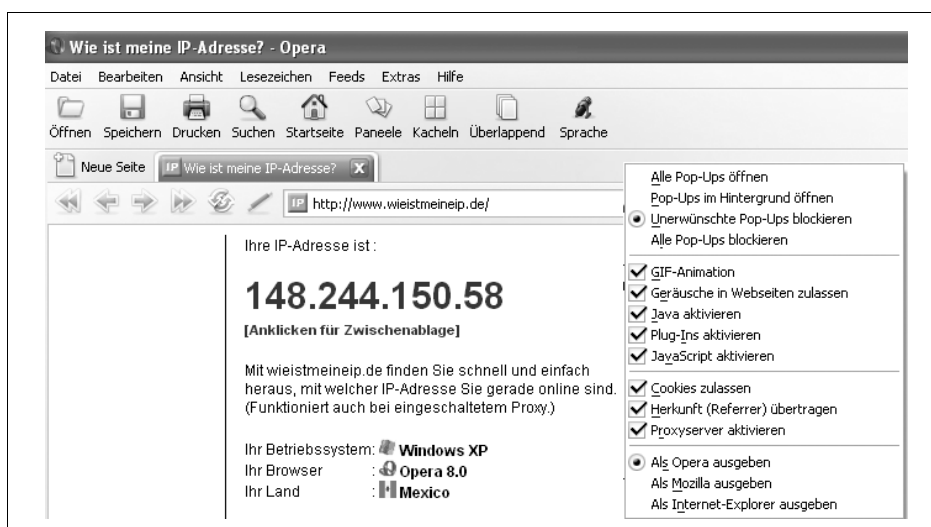 Wie ist meine IP-Adresse? - Opera
Datei Bearbeiten Ansicht Lesezeichen Feeds Extras Hilfe
Öffnen Speichern Drucken Suchen Startseite Paneele Kacheln Überlappend Sprache
Neue Seite IP Wie ist meine IP-Adresse? X
IP http://www.wieistmeineip.de/
Ihre IP-Adresse ist :
148.244.150.58
[Anklicken für Zwischenablage]
Mit wieistmeineip.de finden Sie schnell und einfach
heraus, mit welcher IP-Adresse Sie gerade online sind.
(Funktioniert auch bei eingeschaltetem Proxy.)
Ihr Betriebssystem: Windows XP
Ihr Browser : Opera 8.0
Ihr Land : Mexico
Alle Pop-Ups öffnen
Pop-Ups im Hintergrund öffnen
Unerwünschte Pop-Ups blockieren
Alle Pop-Ups blockieren
GIF-Animation
Geräusche in Webseiten zulassen
Java aktivieren
Plug-Ins aktivieren
JavaScript aktivieren
Cookies zulassen
Herkunft (Referrer) übertragen
Proxyserver aktivieren
Als Opera ausgeben
Als Mozilla ausgeben
Als Internet-Explorer ausgeben